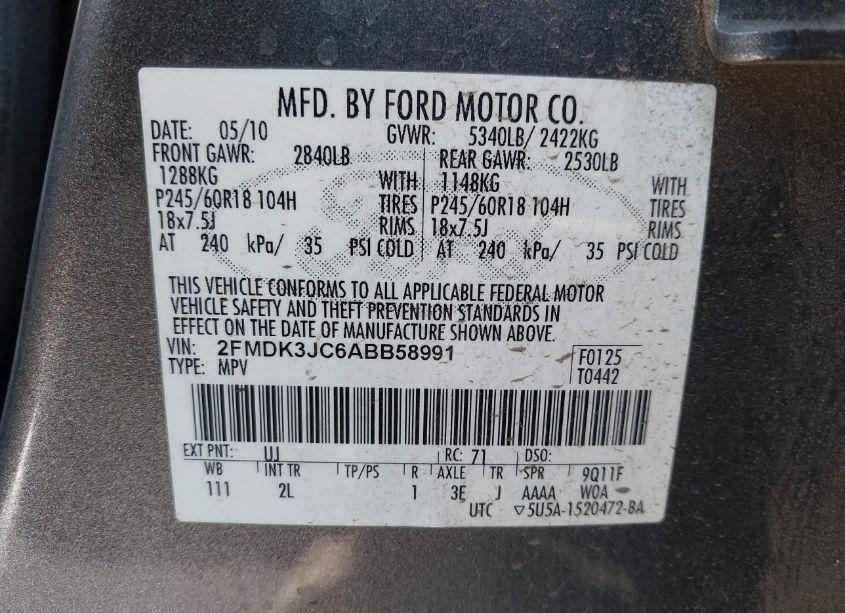 MFD. BY FORD MOTOR CO.
DATE: 05/10 GVWR: 5340LB/ 2422KG
FRONT GAWR: 2840LB REAR GAWR: 2530LB
1288KG WITH 1148KG WITH
P245/60R18 104H TIRES P245/60R18 104H TIRES
18x7.5J RIMS 18x7.5J RIMS
AT 240 kPa/ 35 PSI COLD AT 240 kPa/ 35 PSI COLD
THIS VEHICLE CONFORMS TO ALL APPLICABLE FEDERAL MOTOR
VEHICLE SAFETY AND THEFT PREVENTION STANDARDS IN
EFFECT ON THE DATE OF MANUFACTURE SHOWN ABOVE.
VIN: 2FMDK3JC6ABB58991 F0125
TYPE: MPV T0442
EXT PNT: UJ RC: 71 DSO:
WB INT TR TP/PS R AXLE TR SPR 9Q11F
111 2L 1 3E J AAAA W0A
UTC ▽5U5A-1520472-BA